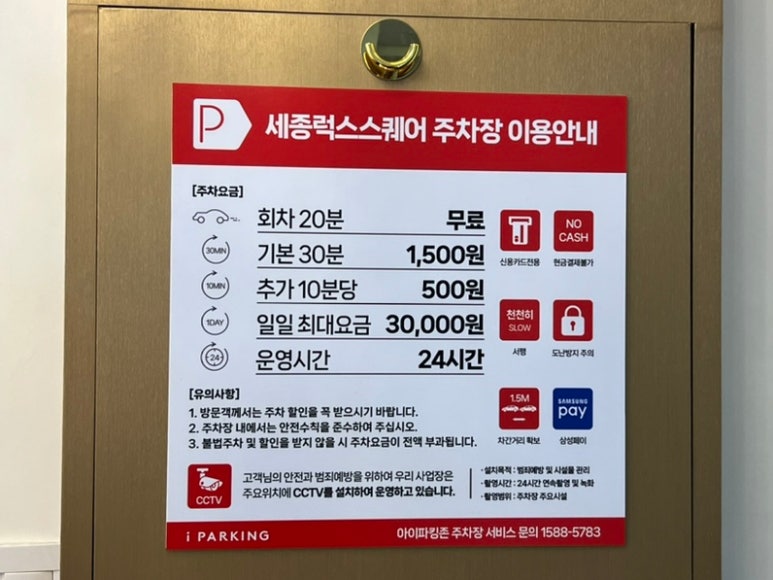 P 세종럭스스퀘어 주차장 이용안내
[주차요금]
회차 20분 무료
30MIN 기본 30분 1,500원
10MIN 추가 10분당 500원
1DAY 일일 최대요금 30,000원
24 운영시간 24시간
신용카드전용
NO CASH
현금결제불가
천천히 SLOW
서행
도난방지 주의
1.5M
차간거리 확보
SAMSUNG pay
삼성페이
[유의사항]
1. 방문객께서는 주차 할인을 꼭 받으시기 바랍니다.
2. 주차장 내에서는 안전수칙을 준수하여 주십시오.
3. 불법주차 및 할인을 받지 않을 시 주차요금이 전액 부과됩니다.
CCTV
고객님의 안전과 범죄예방을 위하여 우리 사업장은
주요위치에 CCTV를 설치하여 운영하고 있습니다.
·설치목적 : 범죄예방 및 시설물 관리
·촬영시간 : 24시간 연속촬영 및 녹화
·촬영범위 : 주차장 주요시설
i PARKING
아이파킹존 주차장 서비스 문의 1588-5783